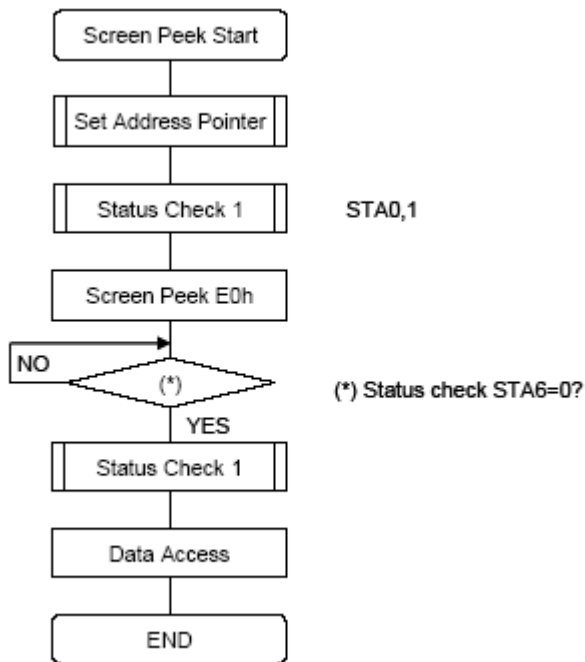 Screen Peek Start
Set Address Pointer
Status Check 1
STA0,1
Screen Peek E0h
NO
(*)
(*) Status check STA6=0?
YES
Status Check 1
Data Access
END